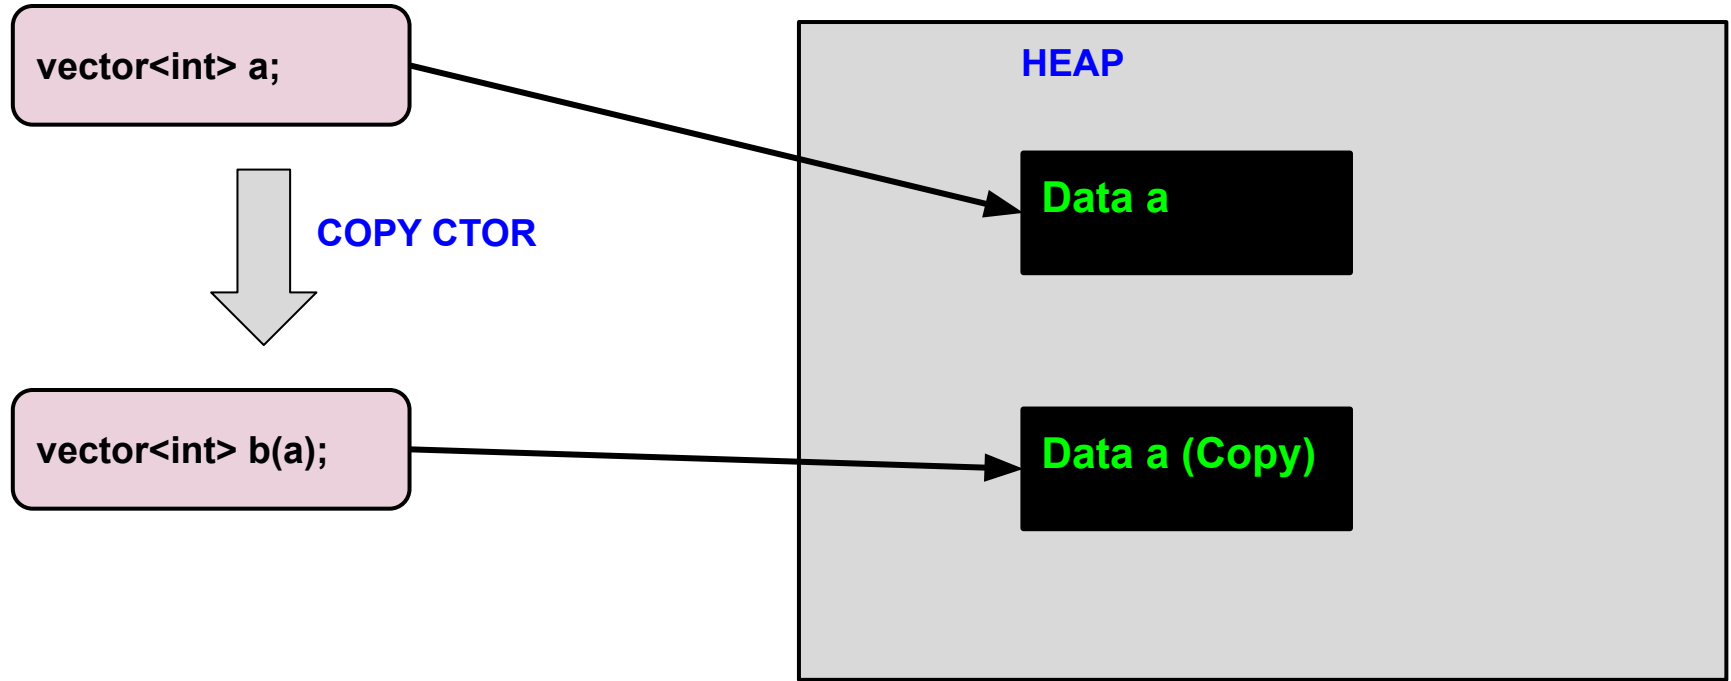 vector<int> a;
HEAP
Data a
COPY CTOR
vector<int> b(a);
Data a (Copy)